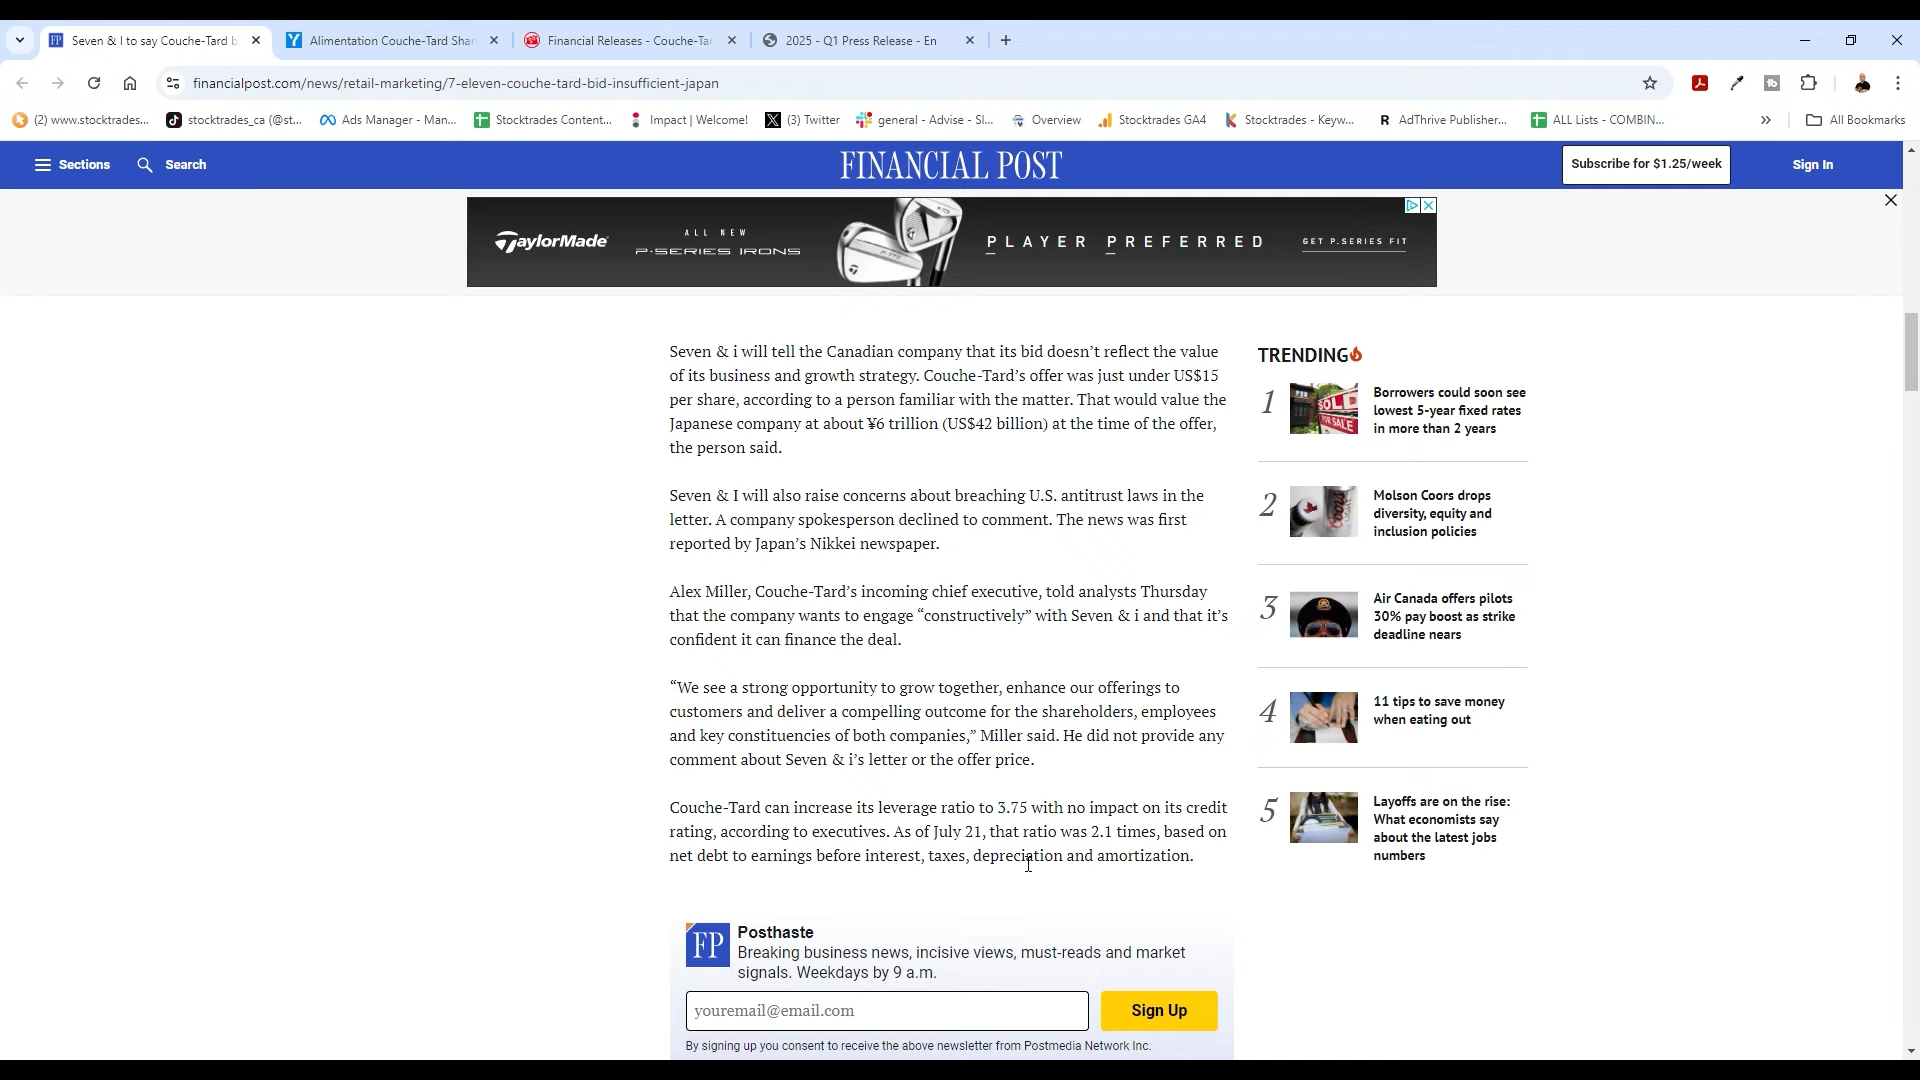 Seven & I to say Couche-Tard b
Alimentation Couche-Tard Shar
Financial Releases - Couche-Tar
2025 - Q1 Press Release - En
financialpost.com/news/retail-marketing/7-eleven-couche-tard-bid-insufficient-japan
(2) www.stocktrades...
stocktrades_ca (@st...
Ads Manager - Man...
Stocktrades Content...
Impact | Welcome!
(3) Twitter
general - Advise - Sl...
Overview
Stocktrades GA4
Stocktrades - Keyw...
AdThrive Publisher...
ALL Lists - COMBIN...
All Bookmarks
Sections
Search
FINANCIAL POST
Subscribe for $1.25/week
Sign In
TaylorMade
ALL NEW
P·SERIES IRONS
PLAYER PREFERRED
GET P.SERIES FIT
Seven & i will tell the Canadian company that its bid doesn’t reflect the value
of its business and growth strategy. Couche-Tard’s offer was just under US$15
per share, according to a person familiar with the matter. That would value the
Japanese company at about ¥6 trillion (US$42 billion) at the time of the offer,
the person said.
Seven & I will also raise concerns about breaching U.S. antitrust laws in the
letter. A company spokesperson declined to comment. The news was first
reported by Japan’s Nikkei newspaper.
Alex Miller, Couche-Tard’s incoming chief executive, told analysts Thursday
that the company wants to engage “constructively” with Seven & i and that it’s
confident it can finance the deal.
“We see a strong opportunity to grow together, enhance our offerings to
customers and deliver a compelling outcome for the shareholders, employees
and key constituencies of both companies,” Miller said. He did not provide any
comment about Seven & i’s letter or the offer price.
Couche-Tard can increase its leverage ratio to 3.75 with no impact on its credit
rating, according to executives. As of July 21, that ratio was 2.1 times, based on
net debt to earnings before interest, taxes, depreciation and amortization.
TRENDING
1
SOLD
FOR SALE
Borrowers could soon see
lowest 5-year fixed rates
in more than 2 years
2
Coors
Molson Coors drops
diversity, equity and
inclusion policies
3
Air Canada offers pilots
30% pay boost as strike
deadline nears
4
11 tips to save money
when eating out
5
Layoffs are on the rise:
What economists say
about the latest jobs
numbers
FP
Posthaste
Breaking business news, incisive views, must-reads and market
signals. Weekdays by 9 a.m.
youremail@email.com
Sign Up
By signing up you consent to receive the above newsletter from Postmedia Network Inc.